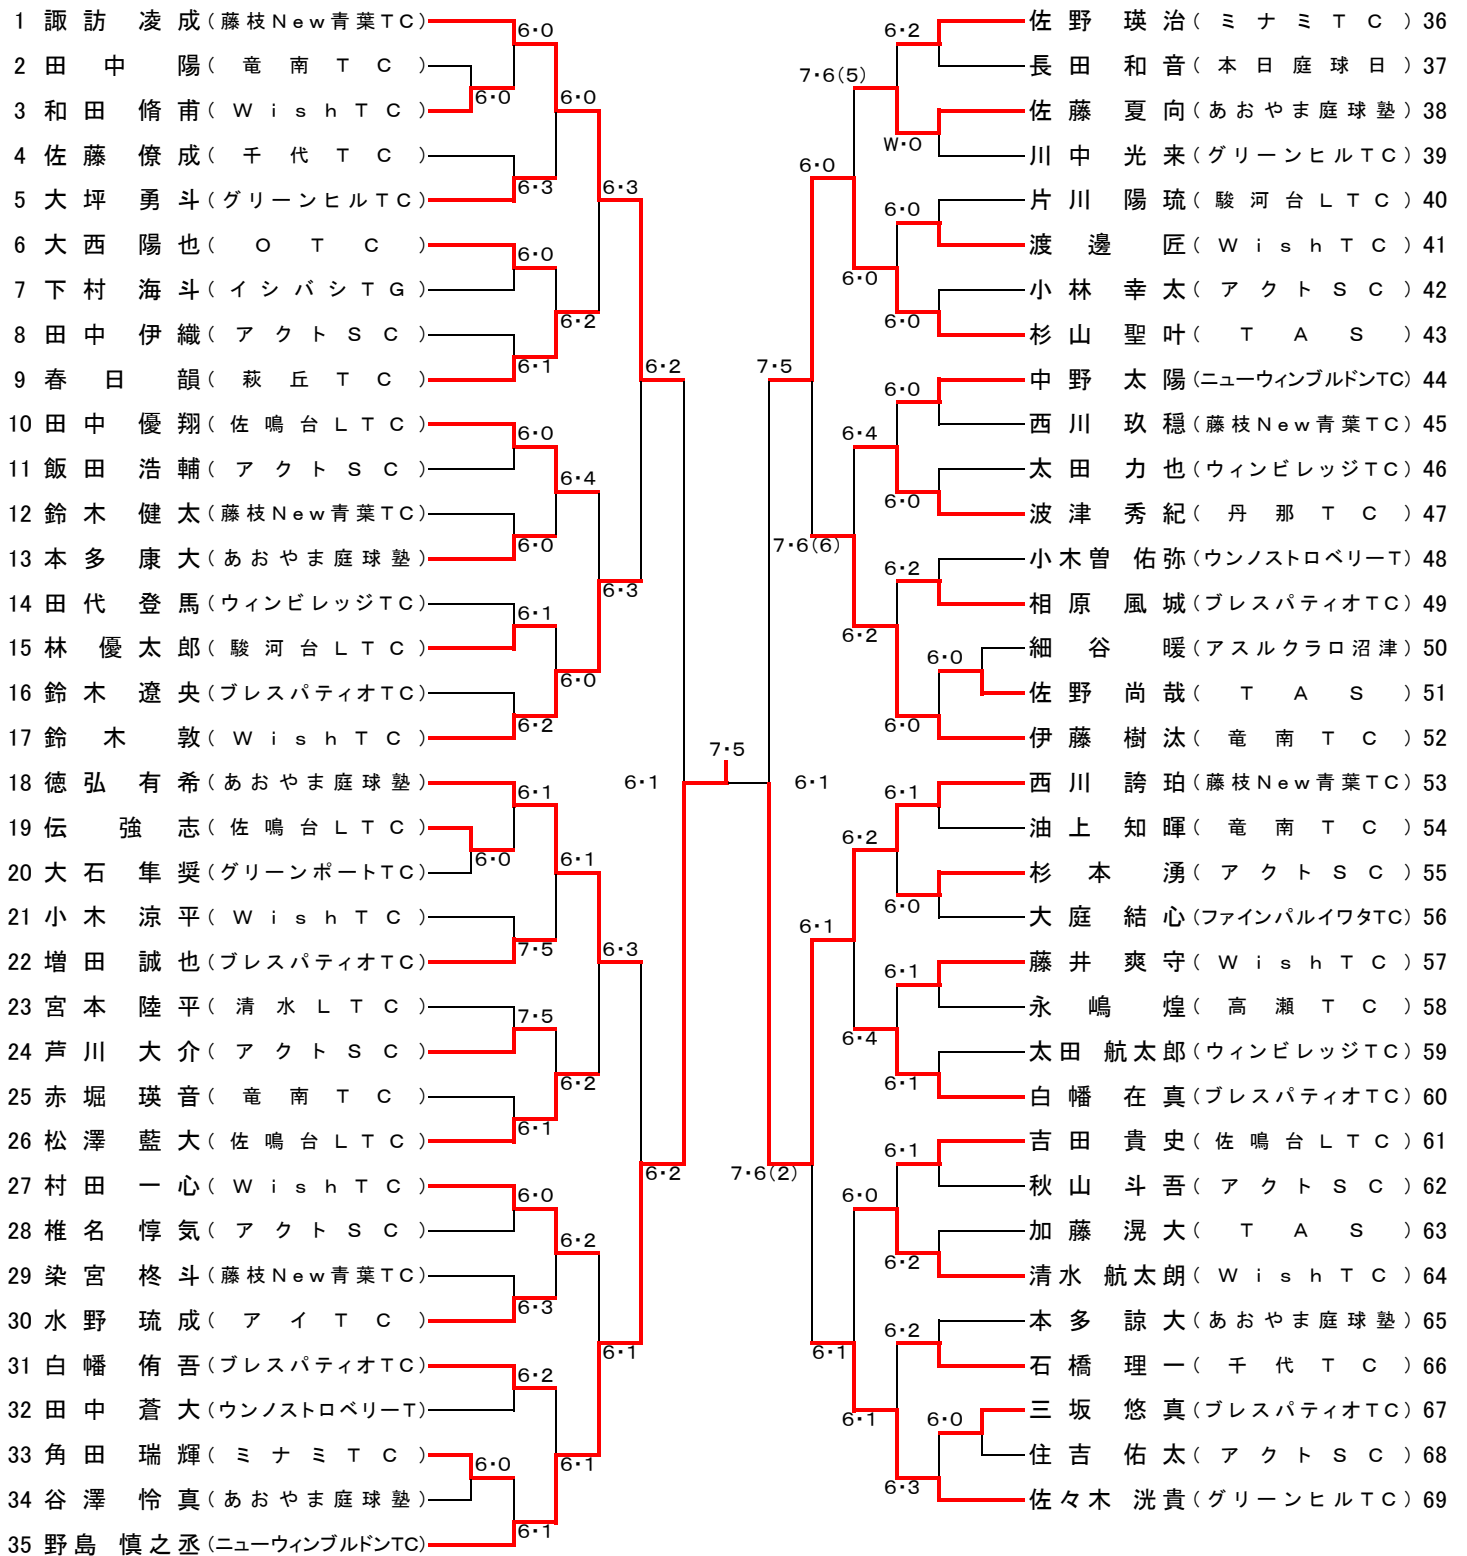 1 諏訪 凌成 (藤枝New青葉TC)
2 田中 陽 (竜南TC)
3 和田 脩甫 (WishTC)
4 佐藤 僚成 (千代TC)
5 大坪 勇斗 (グリーンヒルTC)
6 大西 陽也 (OTC)
7 下村 海斗 (イシバシTG)
8 田中 伊織 (アクトSC)
9 春日 韻 (萩丘TC)
10 田中 優翔 (佐鳴台LTC)
11 飯田 浩輔 (アクトSC)
12 鈴木 健太 (藤枝New青葉TC)
13 本多 康大 (あおやま庭球塾)
14 田代 登馬 (ウィンビレッジTC)
15 林 優太郎 (駿河台LTC)
16 鈴木 遼央 (ブレスパティオTC)
17 鈴木 敦 (WishTC)
18 徳弘 有希 (あおやま庭球塾)
19 伝 強志 (佐鳴台LTC)
20 大石 隼奨 (グリーンポートTC)
21 小木 涼平 (WishTC)
22 増田 誠也 (ブレスパティオTC)
23 宮本 陸平 (清水LTC)
24 芦川 大介 (アクトSC)
25 赤堀 瑛音 (竜南TC)
26 松澤 藍大 (佐鳴台LTC)
27 村田 一心 (WishTC)
28 椎名 惇気 (アクトSC)
29 染宮 柊斗 (藤枝New青葉TC)
30 水野 琉成 (アイTC)
31 白幡 侑吾 (ブレスパティオTC)
32 田中 蒼大 (ウンノストロベリーT)
33 角田 瑞輝 (ミナミTC)
34 谷澤 怜真 (あおやま庭球塾)
35 野島 慎之丞 (ニューウィンブルドンTC)
6・0
6・0
6・0
6・3
6・3
6・0
6・2
6・1
6・2
6・0
6・4
6・0
6・3
6・1
6・0
6・2
6・1
6・1
6・0
6・1
7・5
6・3
7・5
6・2
6・1
6・2
6・0
6・2
6・3
6・1
6・2
6・0
6・1
6・1
7・5
佐野 瑛治 (ミナミTC) 36
長田 和音 (本日庭球日) 37
佐藤 夏向 (あおやま庭球塾) 38
川中 光来 (グリーンヒルTC) 39
片川 陽琉 (駿河台LTC) 40
渡邊 匠 (WishTC) 41
小林 幸太 (アクトSC) 42
杉山 聖叶 (TAS) 43
中野 太陽 (ニューウィンブルドンTC) 44
西川 玖穏 (藤枝New青葉TC) 45
太田 力也 (ウィンビレッジTC) 46
波津 秀紀 (丹那TC) 47
小木曽 佑弥 (ウンノストロベリーT) 48
相原 風城 (ブレスパティオTC) 49
細谷 暖 (アスルクラロ沼津) 50
佐野 尚哉 (TAS) 51
伊藤 樹汰 (竜南TC) 52
西川 誇珀 (藤枝New青葉TC) 53
油上 知暉 (竜南TC) 54
杉本 湧 (アクトSC) 55
大庭 結心 (ファインパルイワタTC) 56
藤井 爽守 (WishTC) 57
永嶋 煌 (高瀬TC) 58
太田 航太郎 (ウィンビレッジTC) 59
白幡 在真 (ブレスパティオTC) 60
吉田 貴史 (佐鳴台LTC) 61
秋山 斗吾 (アクトSC) 62
加藤 滉大 (TAS) 63
清水 航太朗 (WishTC) 64
本多 諒大 (あおやま庭球塾) 65
石橋 理一 (千代TC) 66
三坂 悠真 (ブレスパティオTC) 67
住吉 佑太 (アクトSC) 68
佐々木 洸貴 (グリーンヒルTC) 69
6・2
7・6(5)
W・O
6・0
6・0
6・0
6・0
7・5
6・0
6・4
6・0
7・6(6)
6・2
6・2
6・0
6・0
6・1
6・1
6・2
6・0
6・1
6・1
6・4
6・1
7・6(2)
6・1
6・0
6・2
6・1
6・2
6・1
6・0
6・3